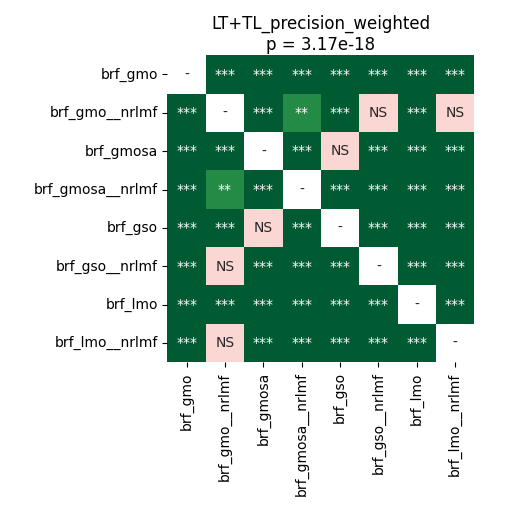 LT+TL_precision_weighted
p = 3.17e-18
brf_gmo - *** *** *** *** *** *** ***
brf_gmo__nrlmf *** - *** ** *** NS *** NS
brf_gmosa *** *** - *** NS *** *** ***
brf_gmosa__nrlmf *** ** *** - *** *** *** ***
brf_gso *** *** NS *** - *** *** ***
brf_gso__nrlmf *** NS *** *** *** - *** ***
brf_lmo *** *** *** *** *** *** - ***
brf_lmo__nrlmf *** NS *** *** *** *** *** -
brf_gmo
brf_gmo__nrlmf
brf_gmosa
brf_gmosa__nrlmf
brf_gso
brf_gso__nrlmf
brf_lmo
brf_lmo__nrlmf